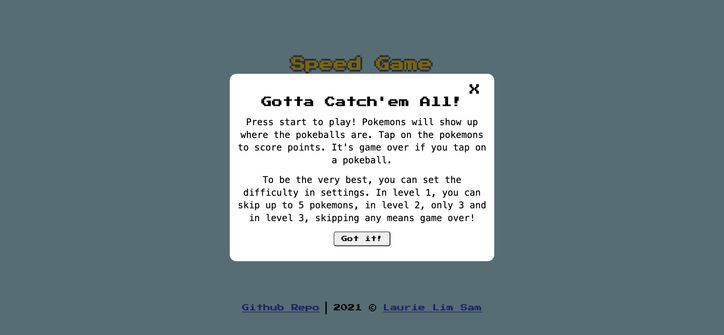 Speed Game
X
Gotta Catch'em All!
Press start to play! Pokemons will show up
where the pokeballs are. Tap on the pokemons
to score points. It's game over if you tap on
a pokeball.
To be the very best, you can set the
difficulty in settings. In level 1, you can
skip up to 5 pokemons, in level 2, only 3 and
in level 3, skipping any means game over!
Got it!
Github Repo | 2021 © Laurie Lim Sam